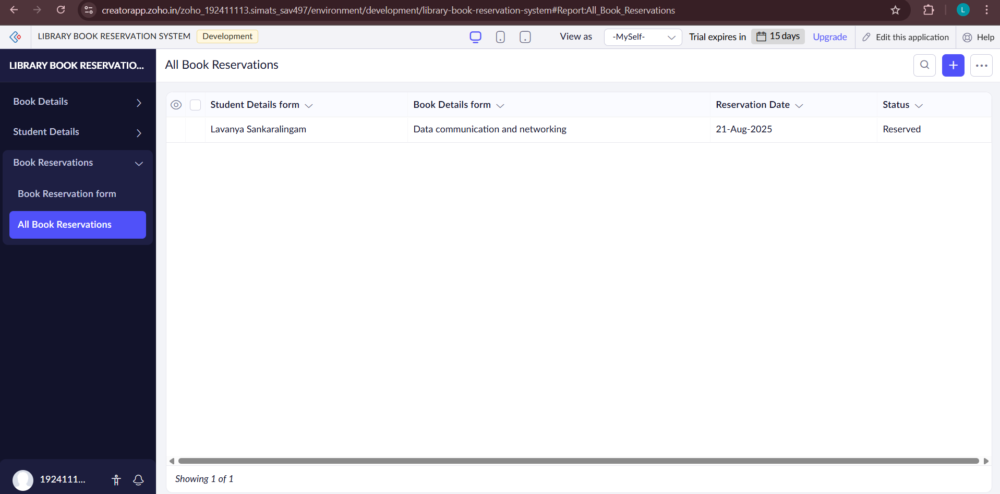 creatorapp.zoho.in/zoho_192411113.simats_sav497/environment/development/library-book-reservation-system#Report:All_Book_Reservations
L
LIBRARY BOOK RESERVATION SYSTEM Development View as -MySelf- Trial expires in 15 days Upgrade Edit this application Help
LIBRARY BOOK RESERVATIO...
Book Details
Student Details
Book Reservations
Book Reservation form
All Book Reservations
1924111...
All Book Reservations
Student Details form Book Details form Reservation Date Status
Lavanya Sankaralingam Data communication and networking 21-Aug-2025 Reserved
Showing 1 of 1